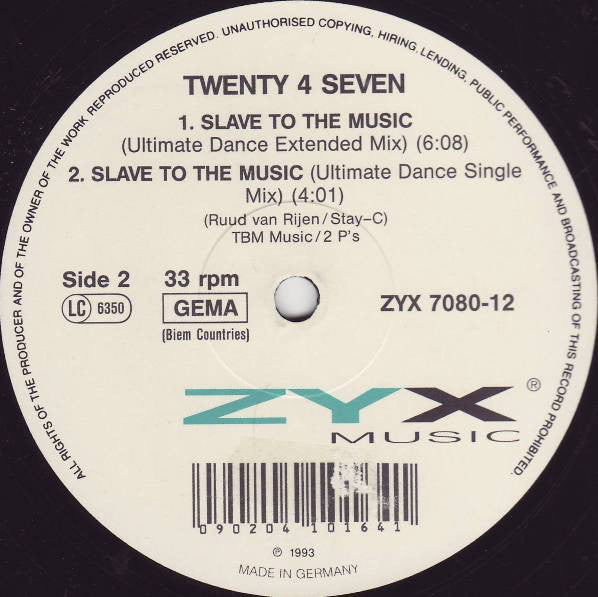 ALL RIGHTS OF THE PRODUCER AND OF THE OWNER OF THE WORK REPRODUCED RESERVED. UNAUTHORISED COPYING, HIRING, LENDING, PUBLIC PERFORMANCE AND BROADCASTING OF THIS RECORD PROHIBITED.
TWENTY 4 SEVEN
1. SLAVE TO THE MUSIC
(Ultimate Dance Extended Mix) (6:08)
2. SLAVE TO THE MUSIC (Ultimate Dance Single
Mix) (4:01)
(Ruud van Rijen/Stay-C)
TBM Music/2 P's
Side 2 33 rpm
LC 6350 GEMA ZYX 7080-12
(Biem Countries)
ZYX ®
MUSIC
090204 101641
℗ 1993
MADE IN GERMANY